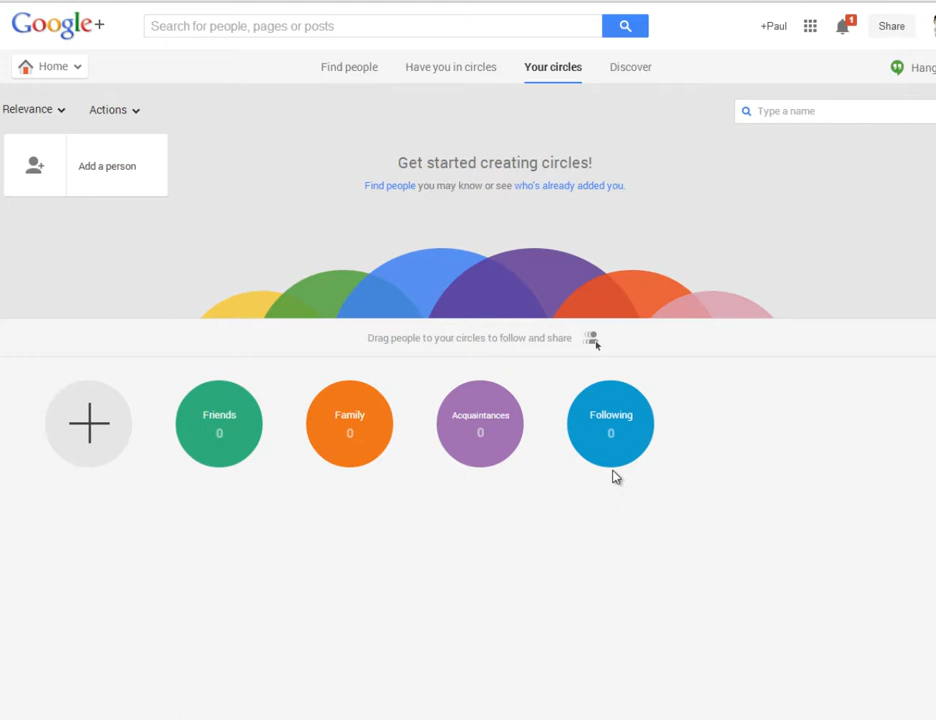 Google+
Search for people, pages or posts
+Paul
1
Share
Home
Find people
Have you in circles
Your circles
Discover
Relevance
Actions
Type a name
Add a person
Get started creating circles!
Find people you may know or see who's already added you.
Drag people to your circles to follow and share
Friends
0
Family
0
Acquaintances
0
Following
0